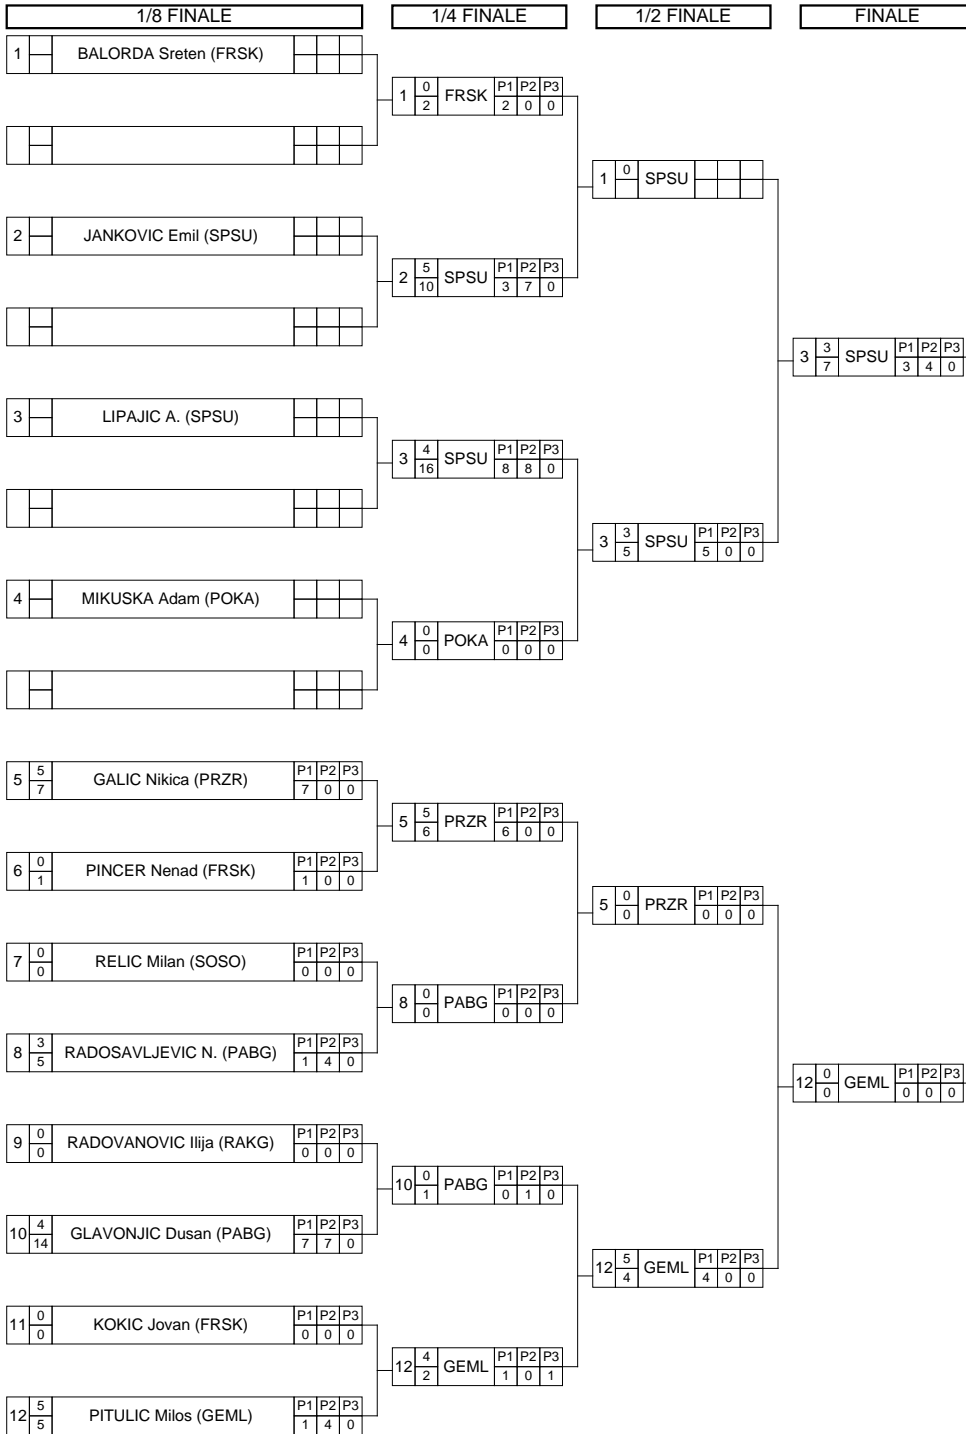 1/8 FINALE 1/4 FINALE 1/2 FINALE FINALE
1 BALORDA Sreten (FRSK)
1 0 2 FRSK P1 P2 P3 2 0 0
1 0 SPSU
2 JANKOVIC Emil (SPSU)
2 5 10 SPSU P1 P2 P3 3 7 0
3 3 7 SPSU P1 P2 P3 3 4 0
3 LIPAJIC A. (SPSU)
3 4 16 SPSU P1 P2 P3 8 8 0
3 3 5 SPSU P1 P2 P3 5 0 0
4 MIKUSKA Adam (POKA)
4 0 0 POKA P1 P2 P3 0 0 0
5 5 7 GALIC Nikica (PRZR) P1 P2 P3 7 0 0
5 5 6 PRZR P1 P2 P3 6 0 0
6 0 1 PINCER Nenad (FRSK) P1 P2 P3 1 0 0
5 0 0 PRZR P1 P2 P3 0 0 0
7 0 0 RELIC Milan (SOSO) P1 P2 P3 0 0 0
8 0 0 PABG P1 P2 P3 0 0 0
8 3 5 RADOSAVLJEVIC N. (PABG) P1 P2 P3 1 4 0
12 0 0 GEML P1 P2 P3 0 0 0
9 0 0 RADOVANOVIC Ilija (RAKG) P1 P2 P3 0 0 0
10 0 1 PABG P1 P2 P3 0 1 0
10 4 14 GLAVONJIC Dusan (PABG) P1 P2 P3 7 7 0
12 5 4 GEML P1 P2 P3 4 0 0
11 0 0 KOKIC Jovan (FRSK) P1 P2 P3 0 0 0
12 4 2 GEML P1 P2 P3 1 0 1
12 5 5 PITULIC Milos (GEML) P1 P2 P3 1 4 0